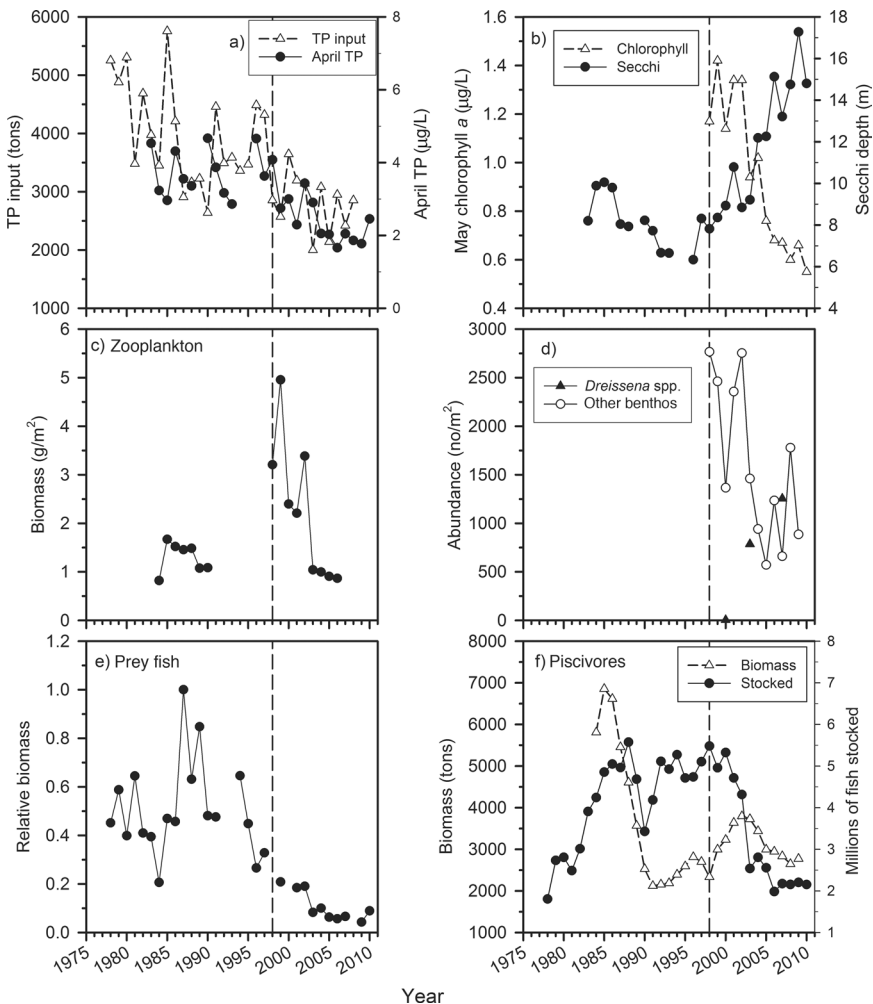 a)
TP input
April TP
TP input (tons)
6000
5000
4000
3000
2000
1000
8
6
4
2
0
April TP (µg/L)
b)
Chlorophyll
Secchi
May chlorophyll a (µg/L)
1.6
1.4
1.2
1.0
0.8
0.6
0.4
18
16
14
12
10
8
6
4
Secchi depth (m)
c) Zooplankton
Biomass (g/m²)
6
5
4
3
2
1
0
d)
Dreissena spp.
Other benthos
Abundance (no/m²)
3000
2500
2000
1500
1000
500
0
e) Prey fish
Relative biomass
1.2
1.0
0.8
0.6
0.4
0.2
0.0
1975 1980 1985 1990 1995 2000 2005 2010
f) Piscivores
Biomass
Stocked
Biomass (tons)
8000
7000
6000
5000
4000
3000
2000
1000
8
7
6
5
4
3
2
1
Millions of fish stocked
1975 1980 1985 1990 1995 2000 2005 2010
Year